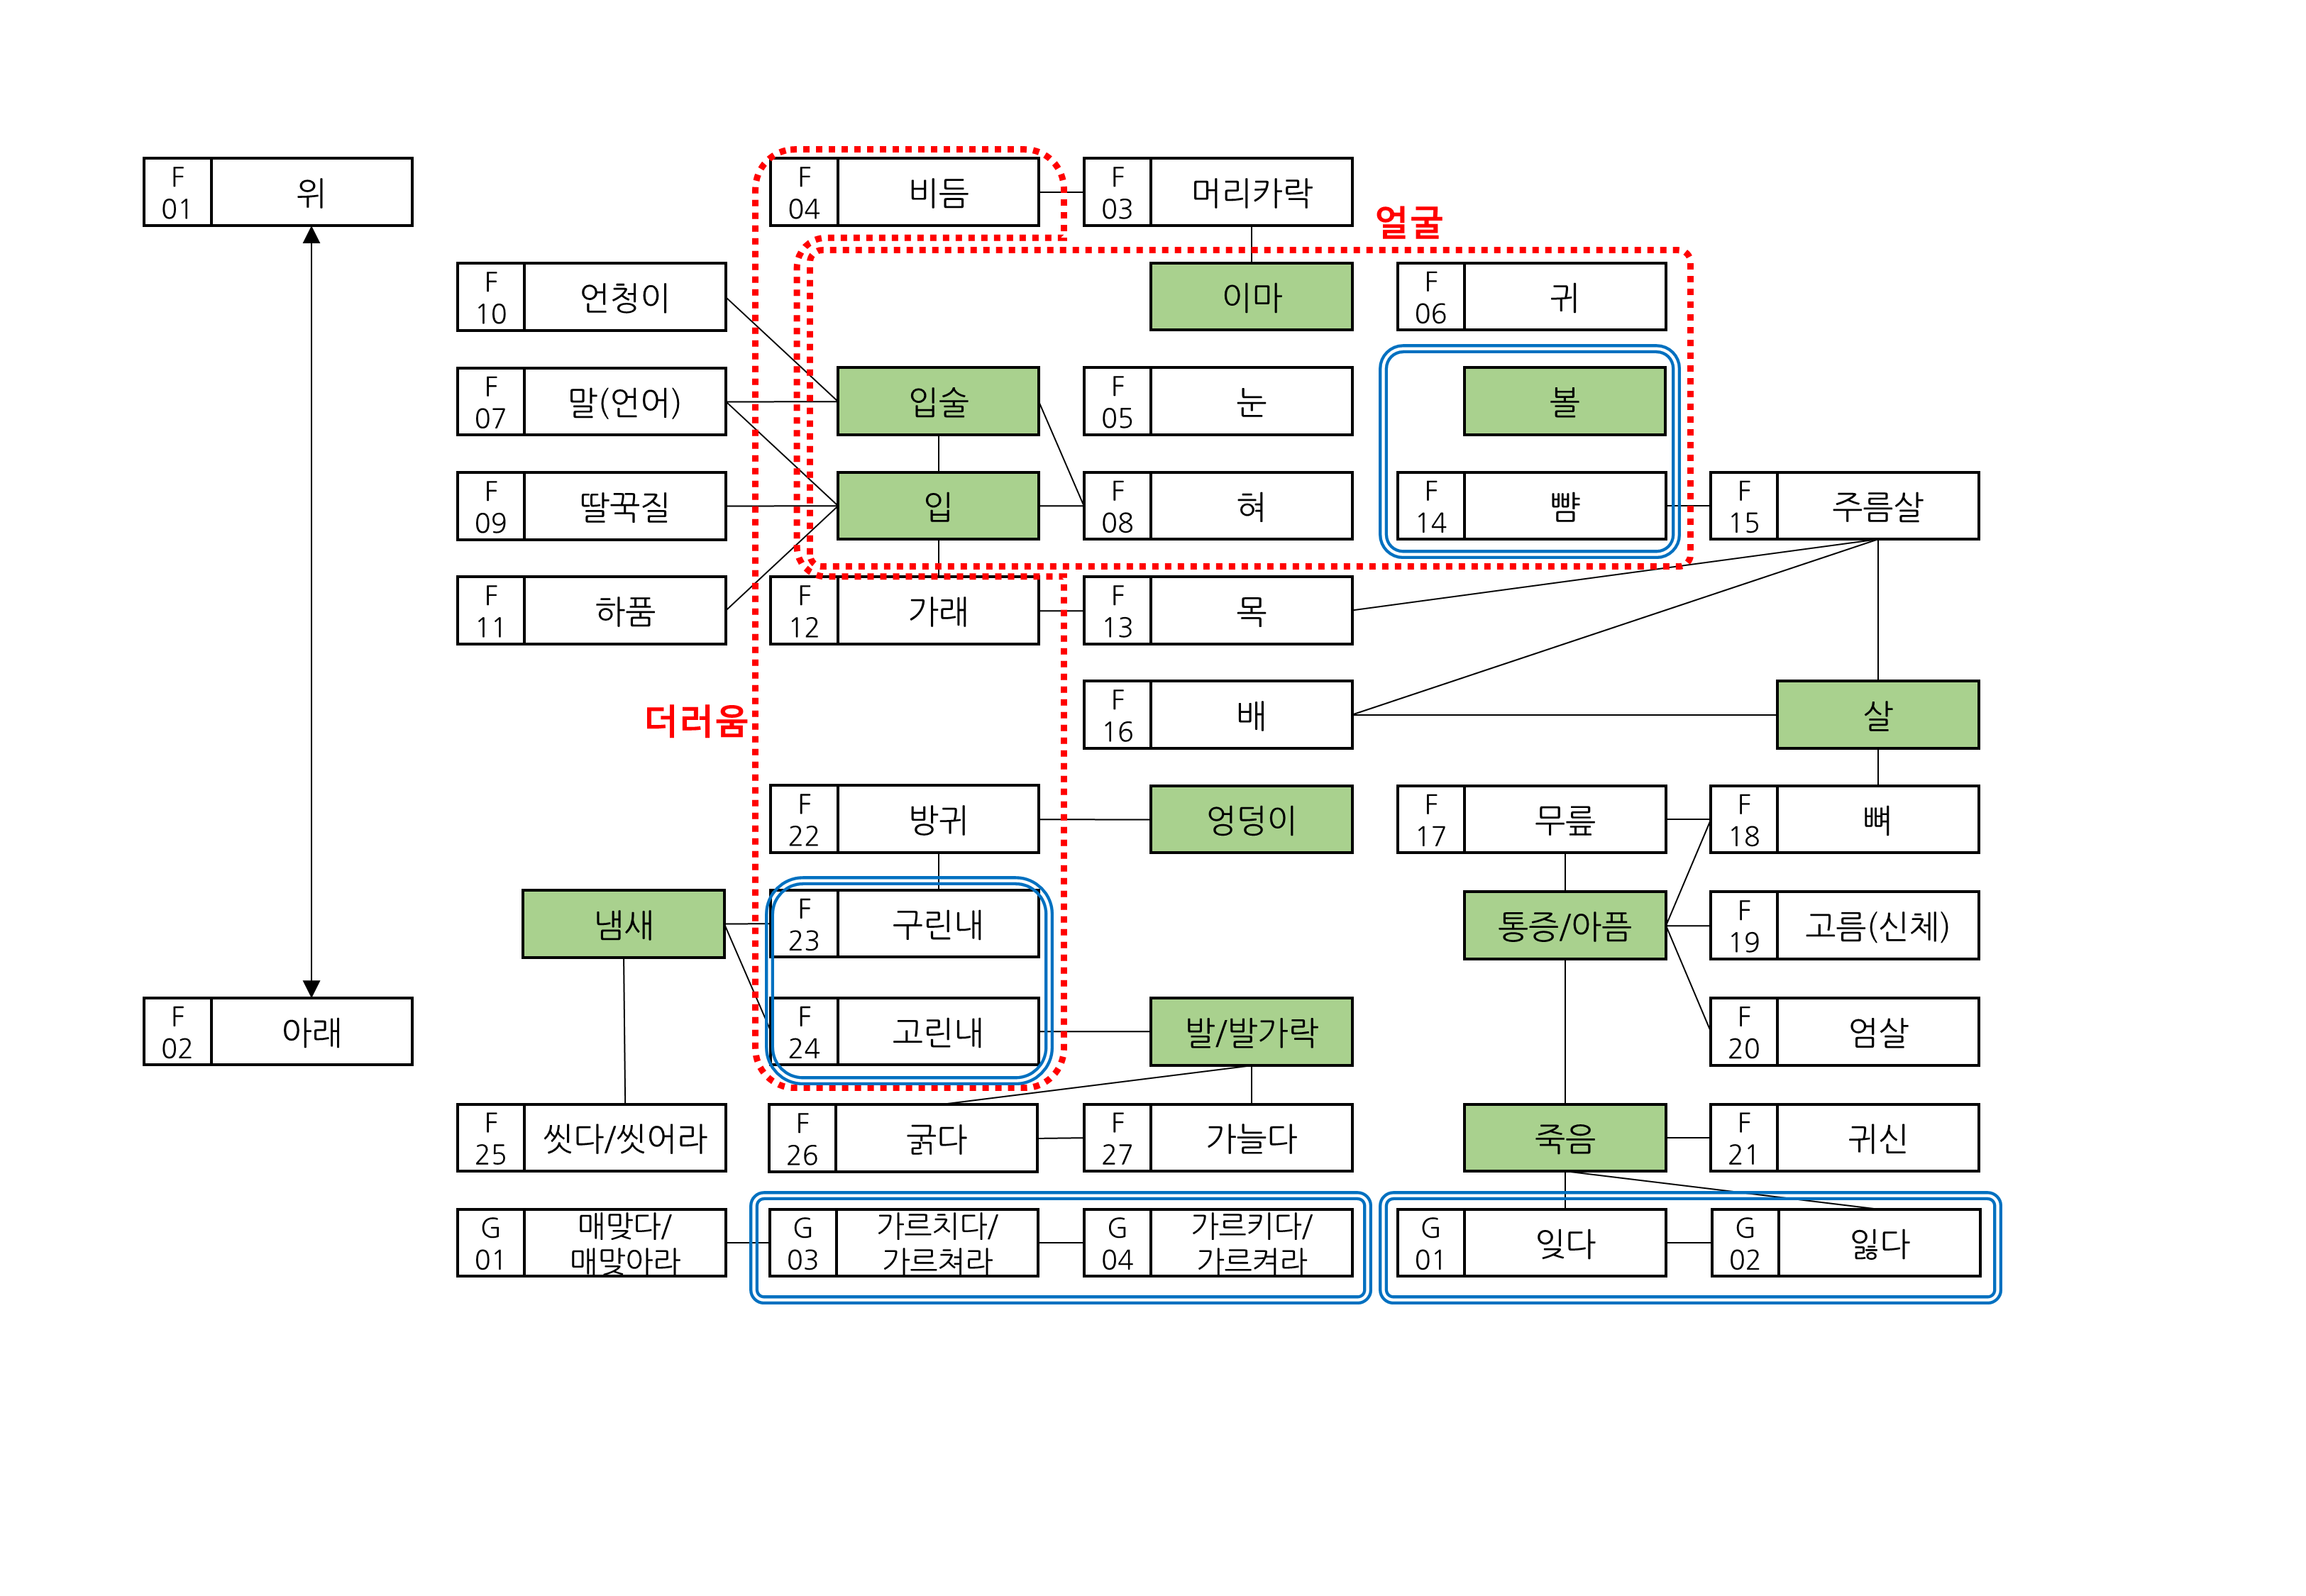 F
01
위
F
04
비듬
F
03
머리카락
얼굴
F
10
언청이
이마
F
06
귀
F
07
말(언어)
입술
F
05
눈
볼
F
09
딸꾹질
입
F
08
혀
F
14
뺨
F
15
주름살
F
11
하품
F
12
가래
F
13
목
더러움
F
16
배
살
F
22
방귀
엉덩이
F
17
무릎
F
18
뼈
냄새
F
23
구린내
통증/아픔
F
19
고름(신체)
F
02
아래
F
24
고린내
발/발가락
F
20
엄살
F
25
씻다/씻어라
F
26
굵다
F
27
가늘다
죽음
F
21
귀신
G
01
매맞다/
매맞아라
G
03
가르치다/
가르쳐라
G
04
가르키다/
가르켜라
G
01
잊다
G
02
잃다